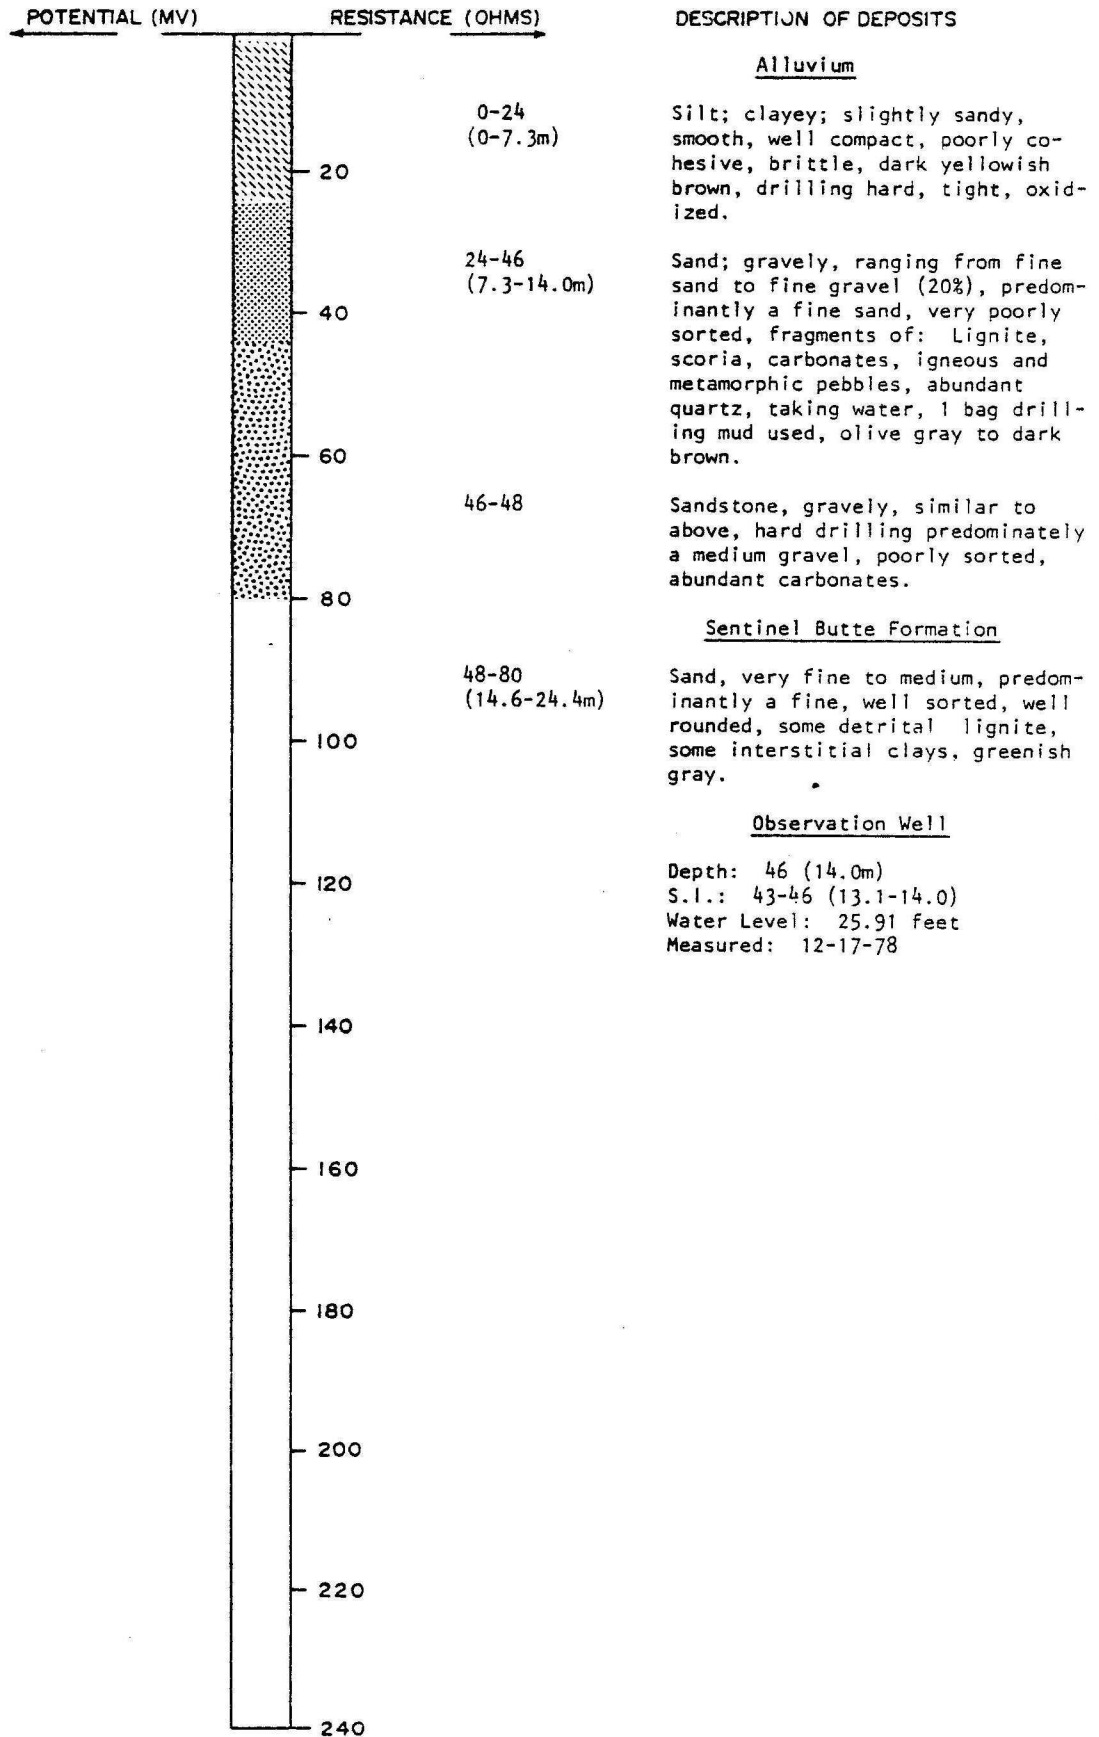 POTENTIAL (MV) RESISTANCE (OHMS) DESCRIPTION OF DEPOSITS
Alluvium
0-24
(0-7.3m)
Silt; clayey; slightly sandy,
smooth, well compact, poorly co-
hesive, brittle, dark yellowish
brown, drilling hard, tight, oxid-
ized.
24-46
(7.3-14.0m)
Sand; gravely, ranging from fine
sand to fine gravel (20%), predom-
inantly a fine sand, very poorly
sorted, fragments of: Lignite,
scoria, carbonates, igneous and
metamorphic pebbles, abundant
quartz, taking water, 1 bag drill-
ing mud used, olive gray to dark
brown.
46-48
Sandstone, gravely, similar to
above, hard drilling predominately
a medium gravel, poorly sorted,
abundant carbonates.
Sentinel Butte Formation
48-80
(14.6-24.4m)
Sand, very fine to medium, predom-
inantly a fine, well sorted, well
rounded, some detrital lignite,
some interstitial clays, greenish
gray.
Observation Well
Depth: 46 (14.0m)
S.I.: 43-46 (13.1-14.0)
Water Level: 25.91 feet
Measured: 12-17-78
20
40
60
80
100
120
140
160
180
200
220
240